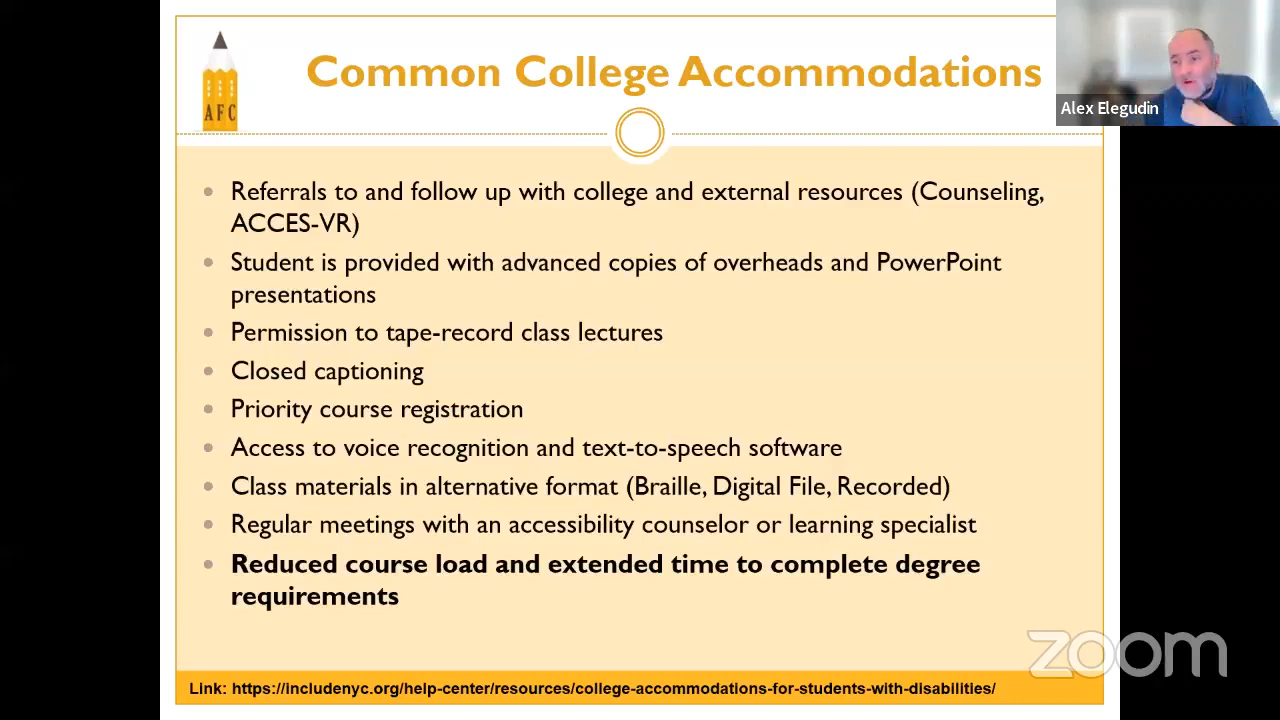 Common College Accommodations
AFC
Alex Elegudin
Referrals to and follow up with college and external resources (Counseling,
ACCES-VR)
Student is provided with advanced copies of overheads and PowerPoint
presentations
Permission to tape-record class lectures
Closed captioning
Priority course registration
Access to voice recognition and text-to-speech software
Class materials in alternative format (Braille, Digital File, Recorded)
Regular meetings with an accessibility counselor or learning specialist
Reduced course load and extended time to complete degree
requirements
zoom
Link: https://includenyc.org/help-center/resources/college-accommodations-for-students-with-disabilities/